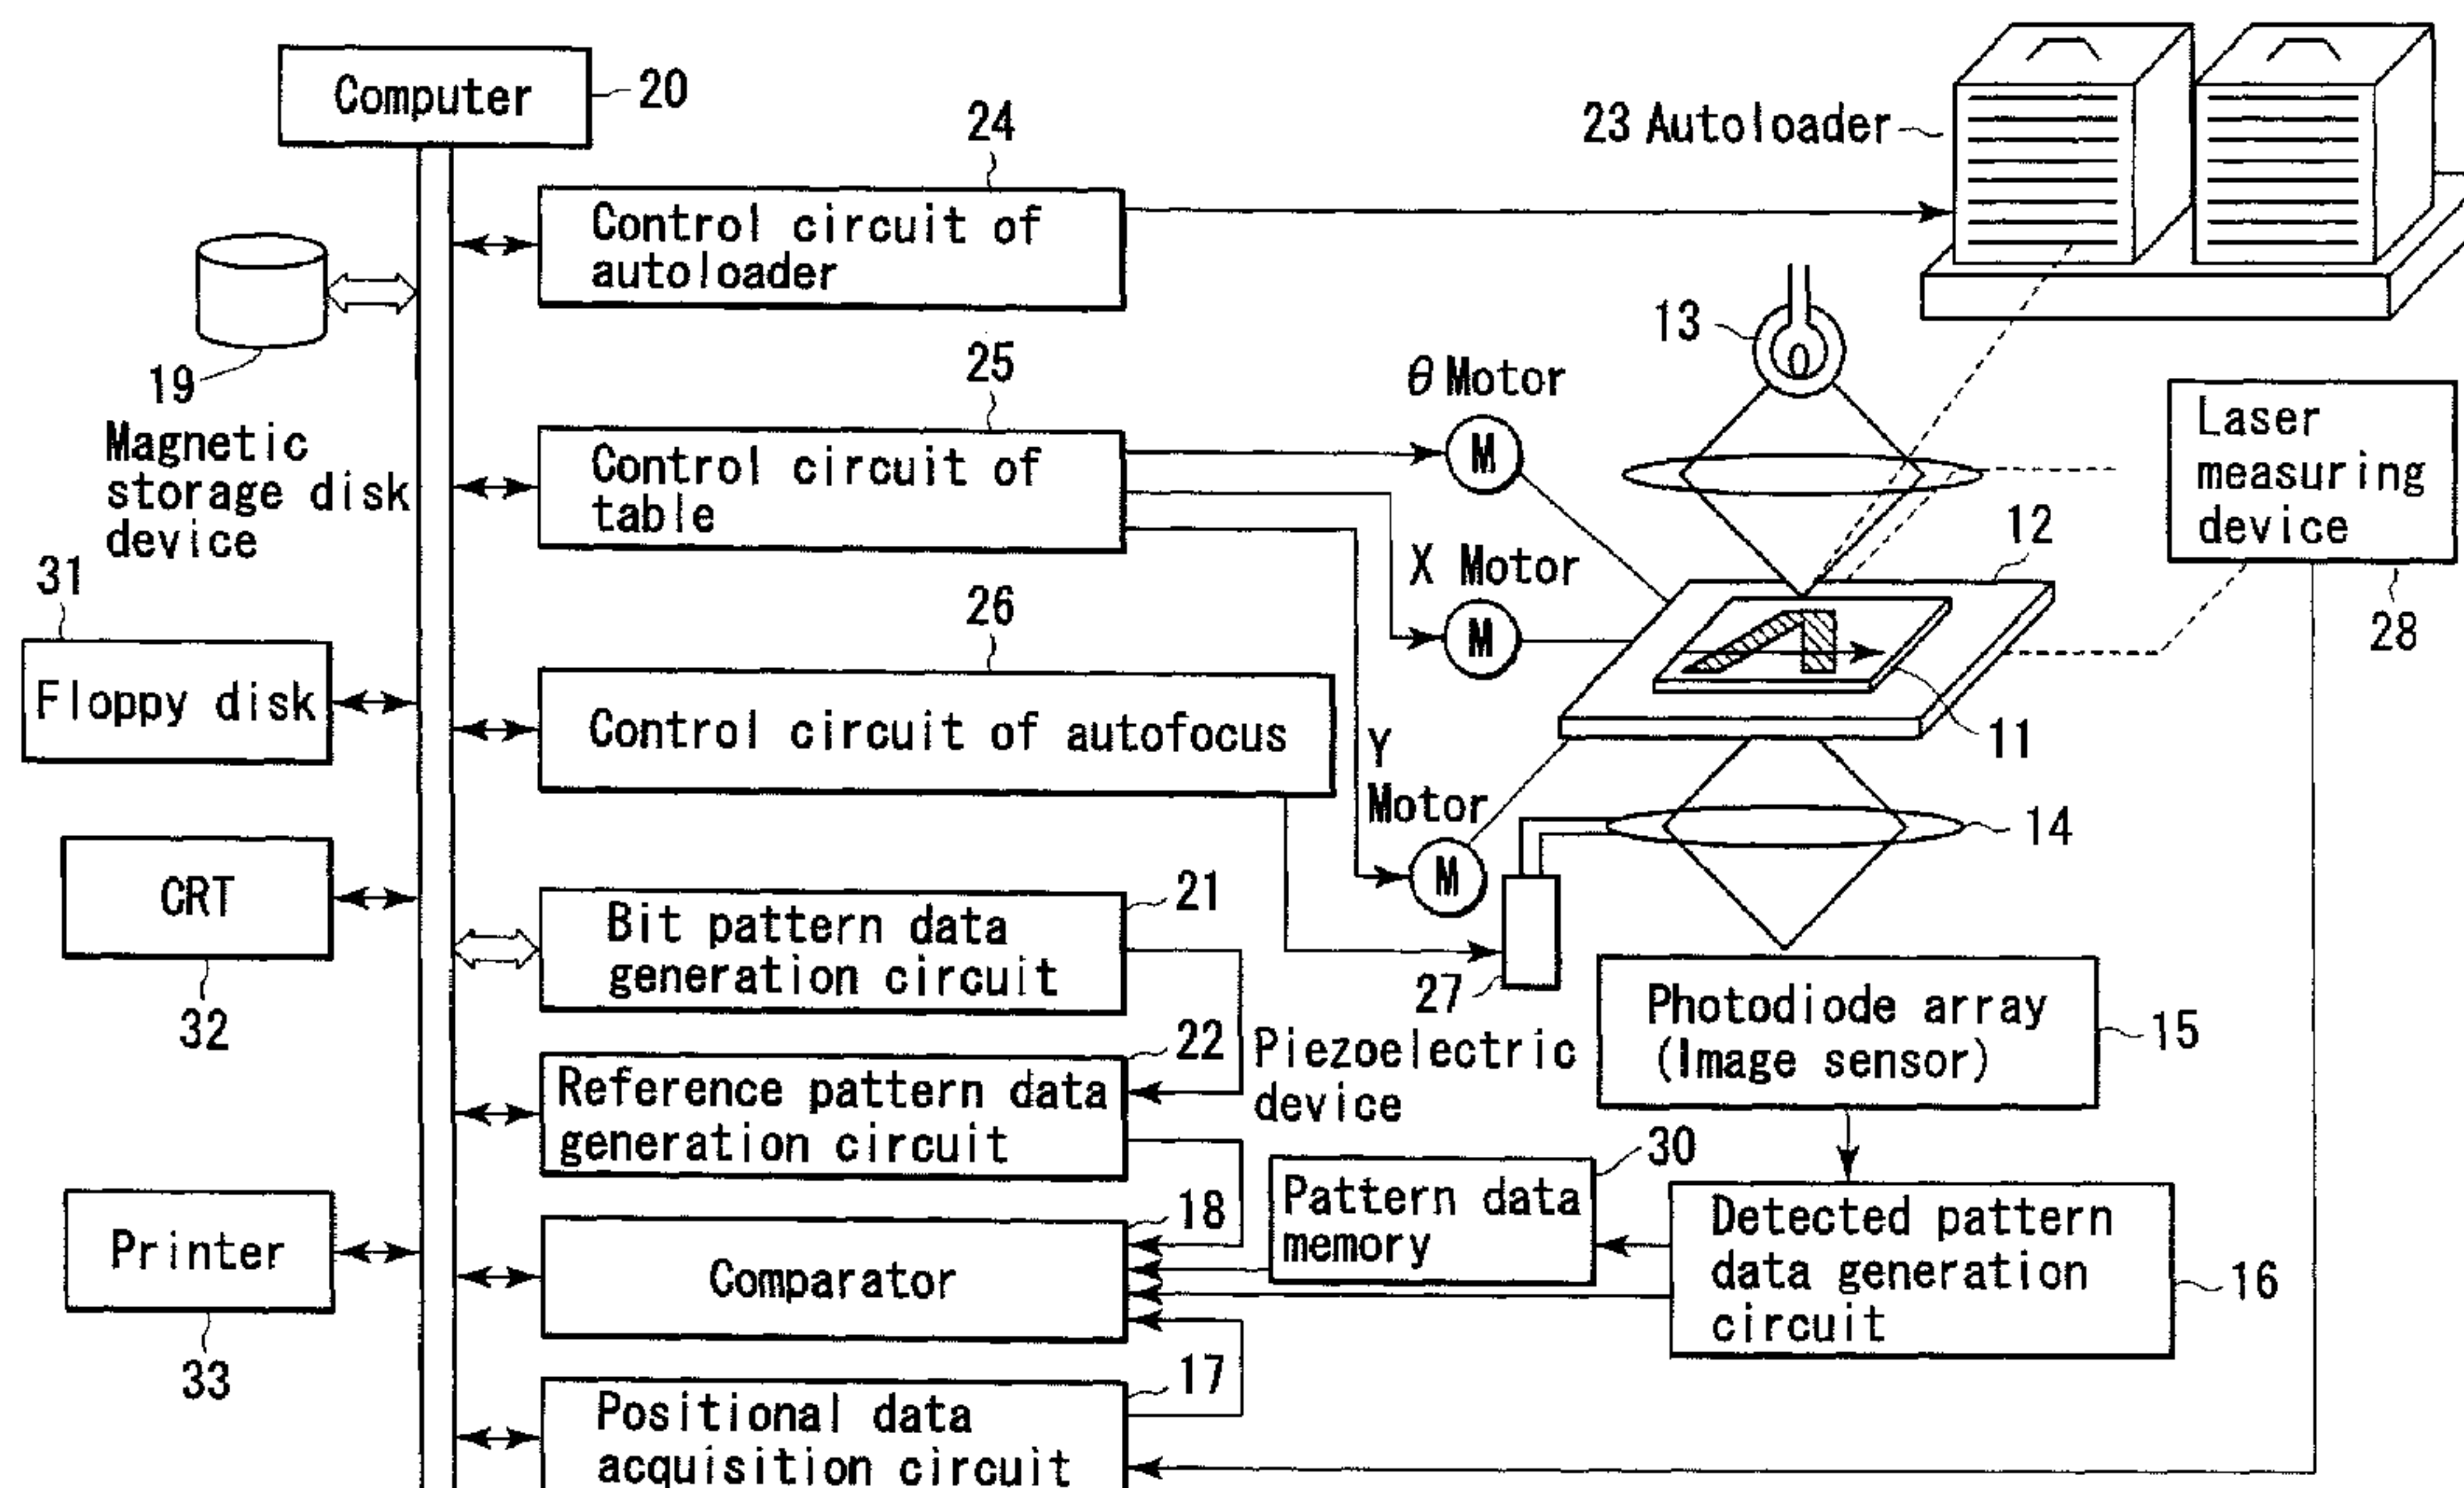 Computer
20
24
23 Autoloader
Control circuit of
autoloader
19
Magnetic
storage disk
device
13
25
θ Motor
M
Control circuit of
table
Laser
measuring
device
28
12
X Motor
M
31
Floppy disk
26
Control circuit of autofocus
11
Y
Motor
M
14
CRT
32
21
Bit pattern data
generation circuit
27
Piezoelectric
device
Photodiode array
(Image sensor)
15
22
Reference pattern data
generation circuit
30
Pattern data
memory
Printer
33
18
Comparator
Detected pattern
data generation
circuit
16
17
Positional data
acquisition circuit